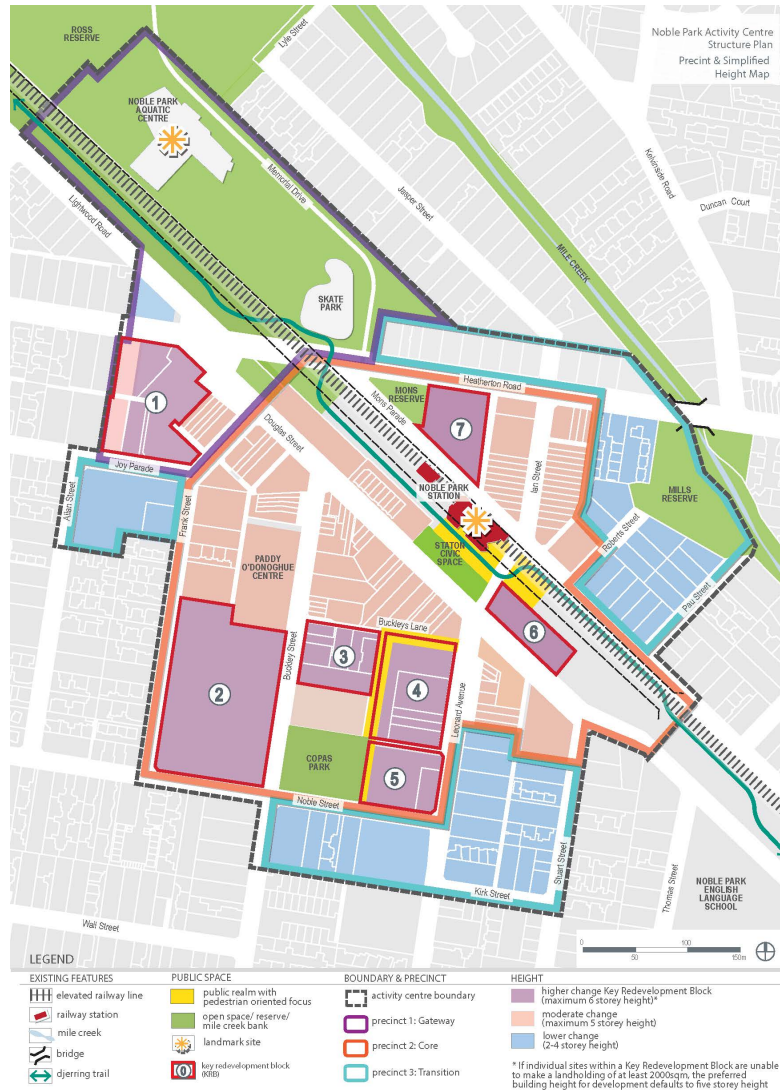 Noble Park Activity Centre
Structure Plan
Precint & Simplified
Height Map
ROSS
RESERVE
Lyle Street
NOBLE PARK
AQUATIC
CENTRE
Memorial Drive
Kelvinside Road
Jasper Street
Duncan Court
Lightwood Road
MILE CREEK
SKATE
PARK
Heatherton Road
MONS
RESERVE
Mons Parade
1
7
Douglas Street
Joy Parade
Ian Street
NOBLE PARK
STATION
MILLS
RESERVE
Allan Street
Frank Street
Roberts Street
STATON
CIVIC
SPACE
PADDY
O'DONOGHUE
CENTRE
Pau Street
Buckleys Lane
6
Buckley Street
3
4
2
Leonard Avenue
COPAS
PARK
5
Noble Street
Stuart Street
Thomas Street
NOBLE PARK
ENGLISH
LANGUAGE
SCHOOL
Kirk Street
Wall Street
0 50 100 150m
LEGEND
EXISTING FEATURES
elevated railway line
railway station
mile creek
bridge
djerring trail
PUBLIC SPACE
public realm with
pedestrian oriented focus
open space/ reserve/
mile creek bank
landmark site
0
key redevelopment block
(KRB)
BOUNDARY & PRECINCT
activity centre boundary
precinct 1: Gateway
precinct 2: Core
precinct 3: Transition
HEIGHT
higher change Key Redevelopment Block
(maximum 6 storey height)*
moderate change
(maximum 5 storey height)
lower change
(2-4 storey height)
* If individual sites within a Key Redevelopment Block are unable
to make a landholding of at least 2000sqm, the preferred
building height for development defaults to five storey height